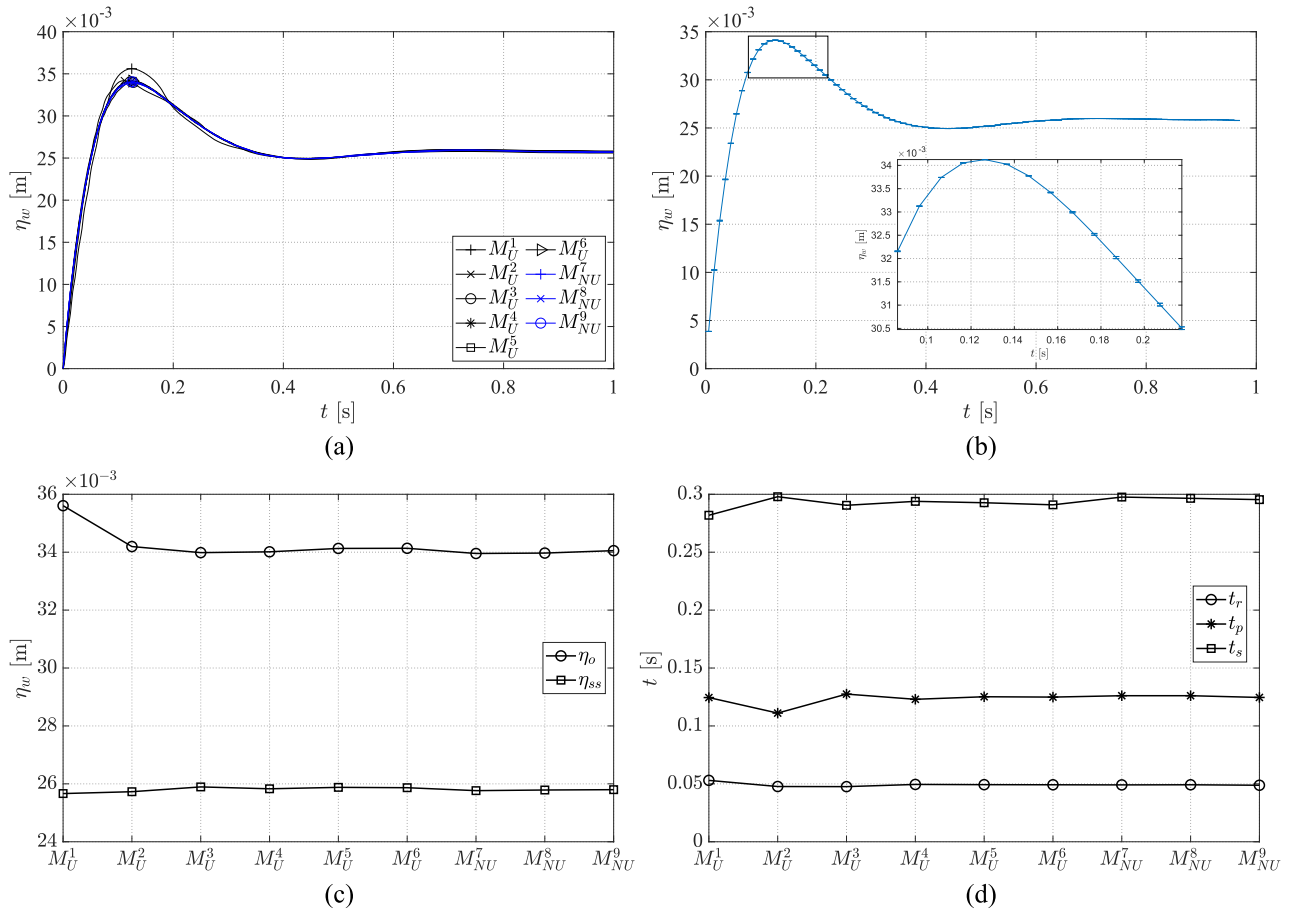 ×10⁻³
40
35
30
25
20
15
10
5
0
η_w [m]
0 0.2 0.4 0.6 0.8 1
t [s]
M_U^1 M_U^6
M_U^2 M_NU^7
M_U^3 M_NU^8
M_U^4 M_NU^9
M_U^5
(a)
×10⁻³
35
30
25
20
15
10
5
0
η_w [m]
0 0.2 0.4 0.6 0.8 1
t [s]
×10⁻³
34
33.5
33
32.5
32
31.5
31
30.5
η_w [m]
0.1 0.12 0.14 0.16 0.18 0.2
t [s]
(b)
×10⁻³
36
34
32
30
28
26
24
η_w [m]
η_o
η_ss
M_U^1 M_U^2 M_U^3 M_U^4 M_U^5 M_U^6 M_NU^7 M_NU^8 M_NU^9
(c)
0.3
0.25
0.2
0.15
0.1
0.05
0
t [s]
t_r
t_p
t_s
M_U^1 M_U^2 M_U^3 M_U^4 M_U^5 M_U^6 M_NU^7 M_NU^8 M_NU^9
(d)